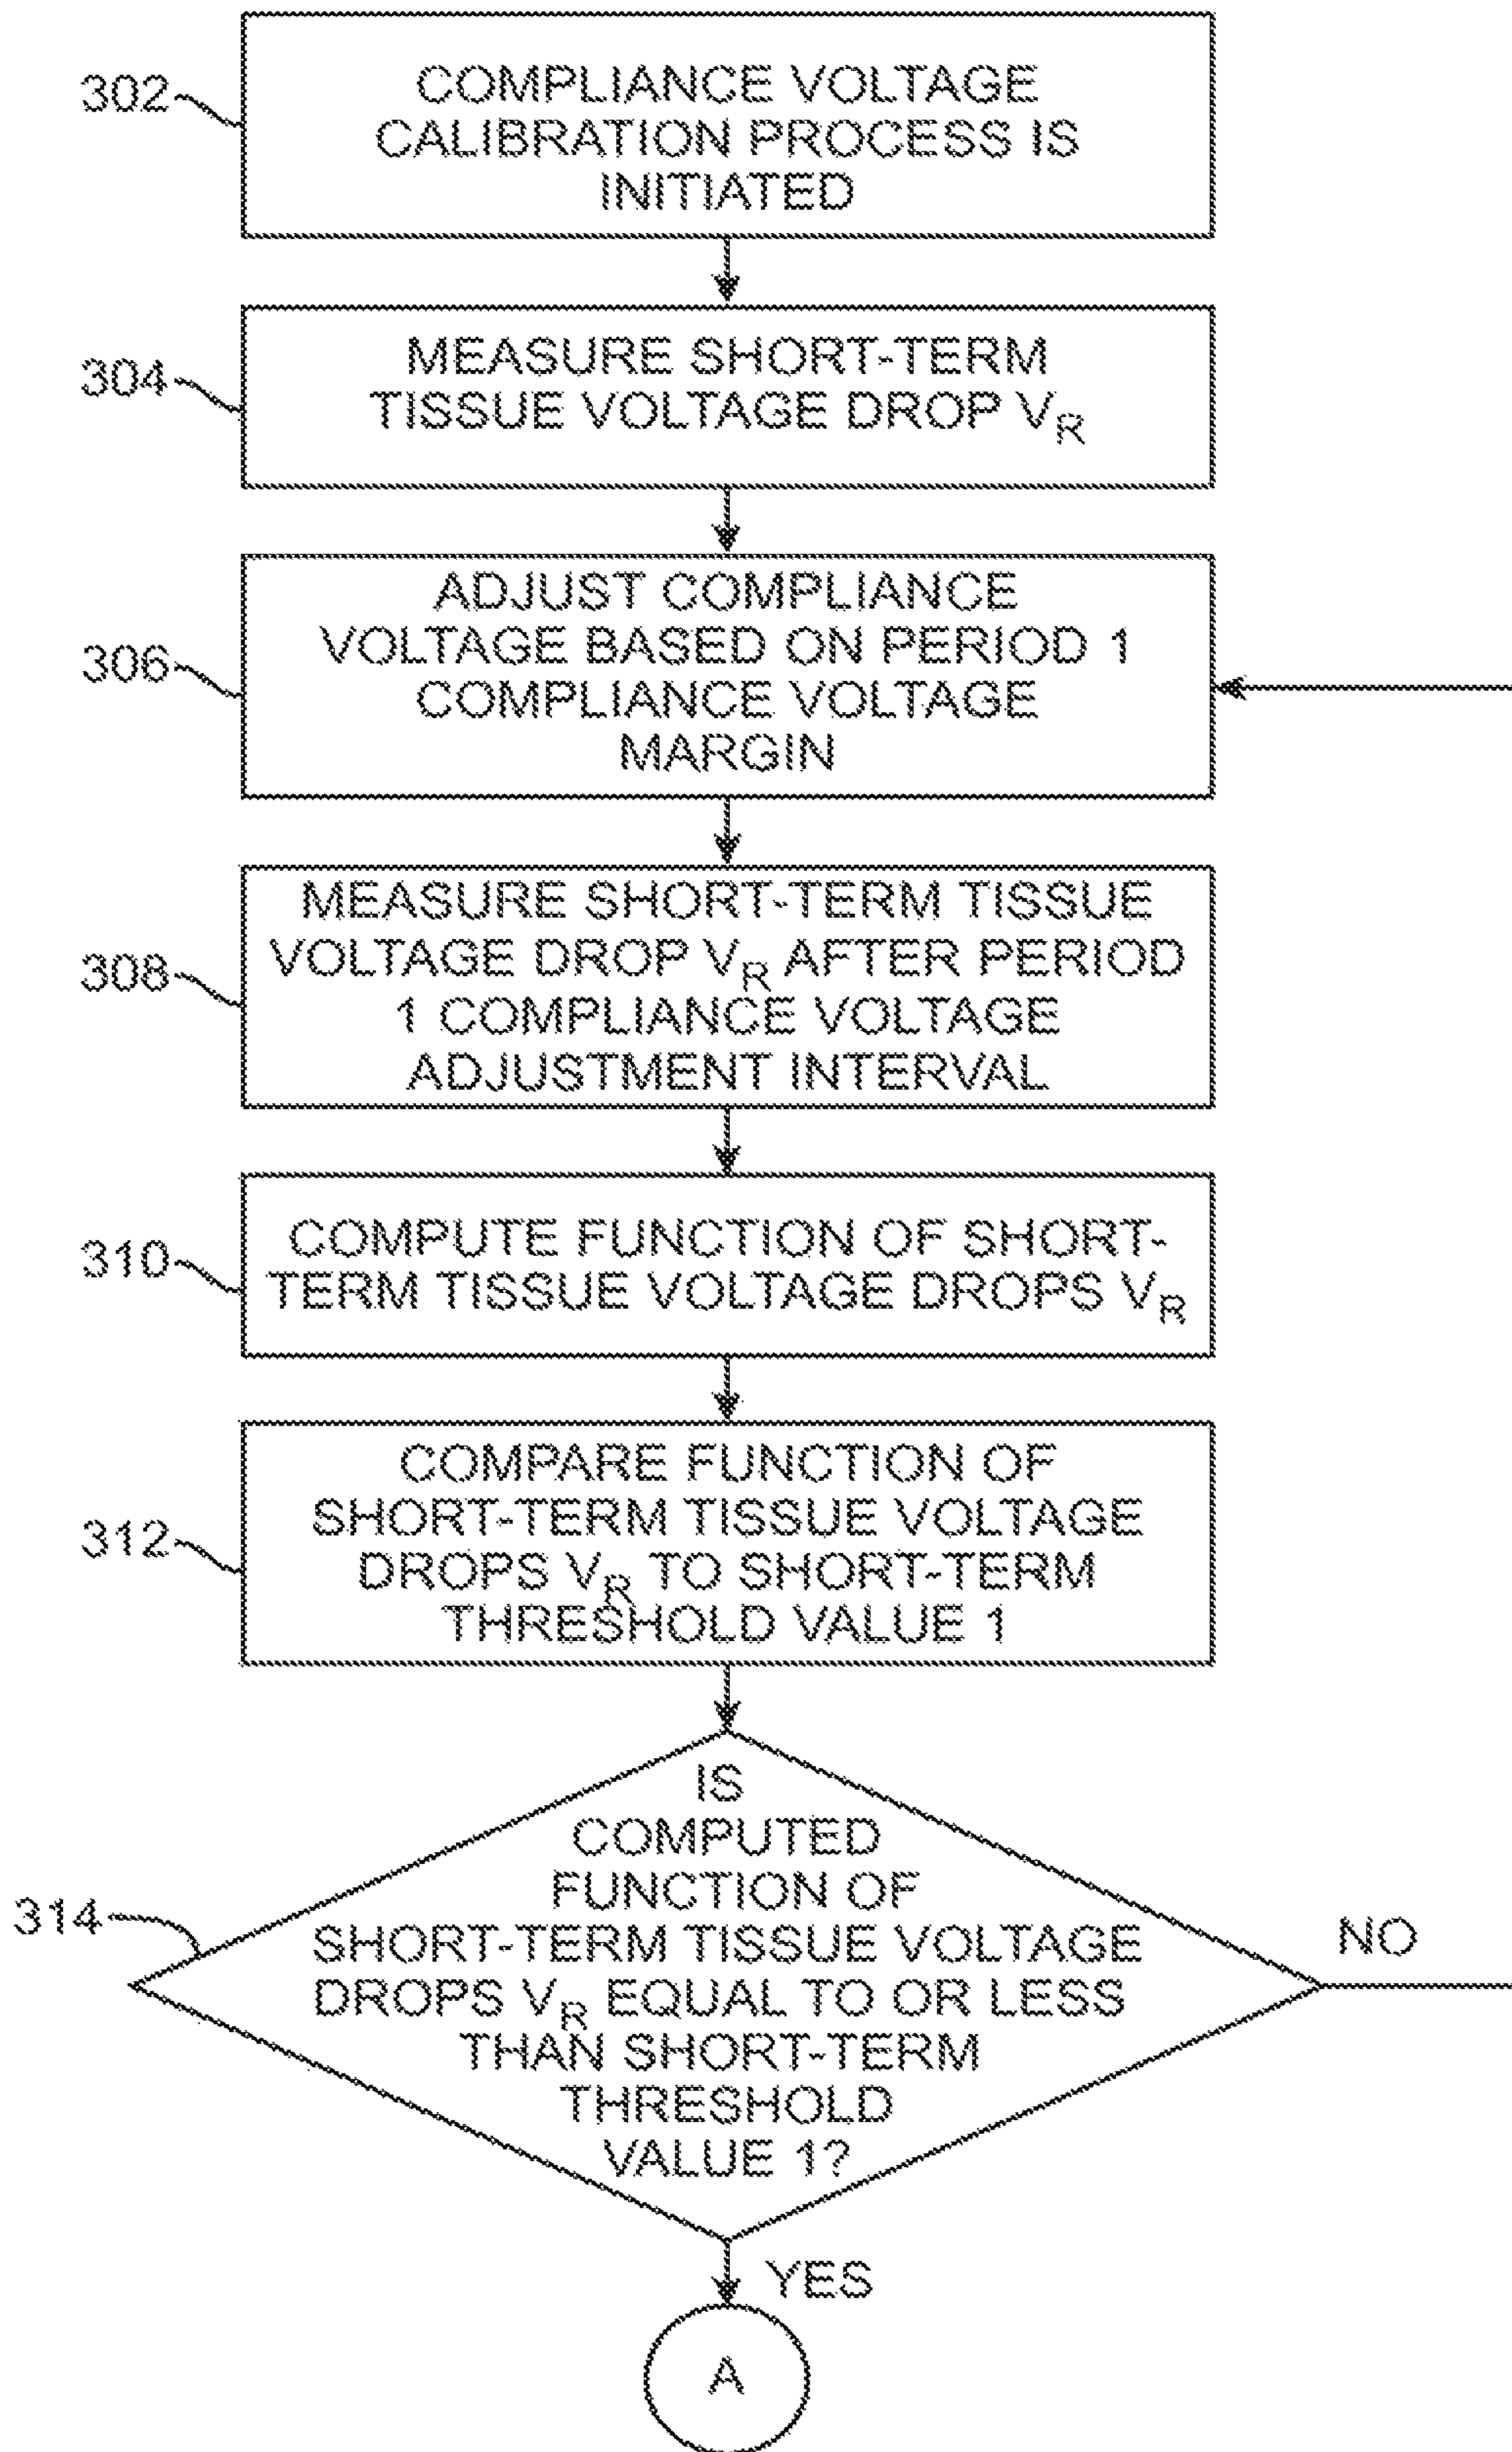 302
COMPLIANCE VOLTAGE
CALIBRATION PROCESS IS
INITIATED
304
MEASURE SHORT-TERM
TISSUE VOLTAGE DROP VR
306
ADJUST COMPLIANCE
VOLTAGE BASED ON PERIOD 1
COMPLIANCE VOLTAGE
MARGIN
308
MEASURE SHORT-TERM TISSUE
VOLTAGE DROP VR AFTER PERIOD
1 COMPLIANCE VOLTAGE
ADJUSTMENT INTERVAL
310
COMPUTE FUNCTION OF SHORT-
TERM TISSUE VOLTAGE DROPS VR
312
COMPARE FUNCTION OF
SHORT-TERM TISSUE VOLTAGE
DROPS VR TO SHORT-TERM
THRESHOLD VALUE 1
314
IS
COMPUTED
FUNCTION OF
SHORT-TERM TISSUE VOLTAGE
DROPS VR EQUAL TO OR LESS
THAN SHORT-TERM
THRESHOLD
VALUE 1?
NO
YES
A